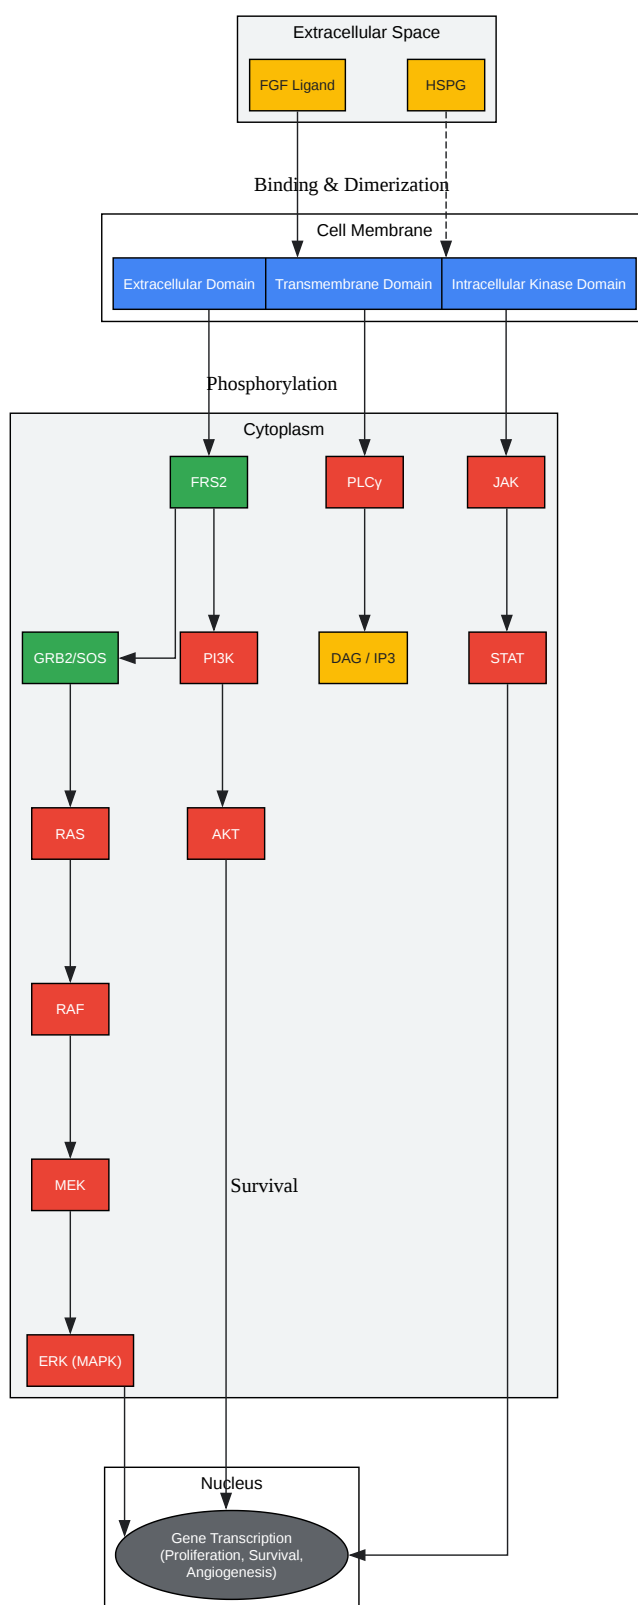 Extracellular Space
FGF Ligand
HSPG
Binding & Dimerization
Cell Membrane
Extracellular Domain
Transmembrane Domain
Intracellular Kinase Domain
Phosphorylation
Cytoplasm
FRS2
PLCγ
JAK
GRB2/SOS
PI3K
DAG / IP3
STAT
RAS
AKT
RAF
MEK
Survival
ERK (MAPK)
Nucleus
Gene Transcription
(Proliferation, Survival,
Angiogenesis)